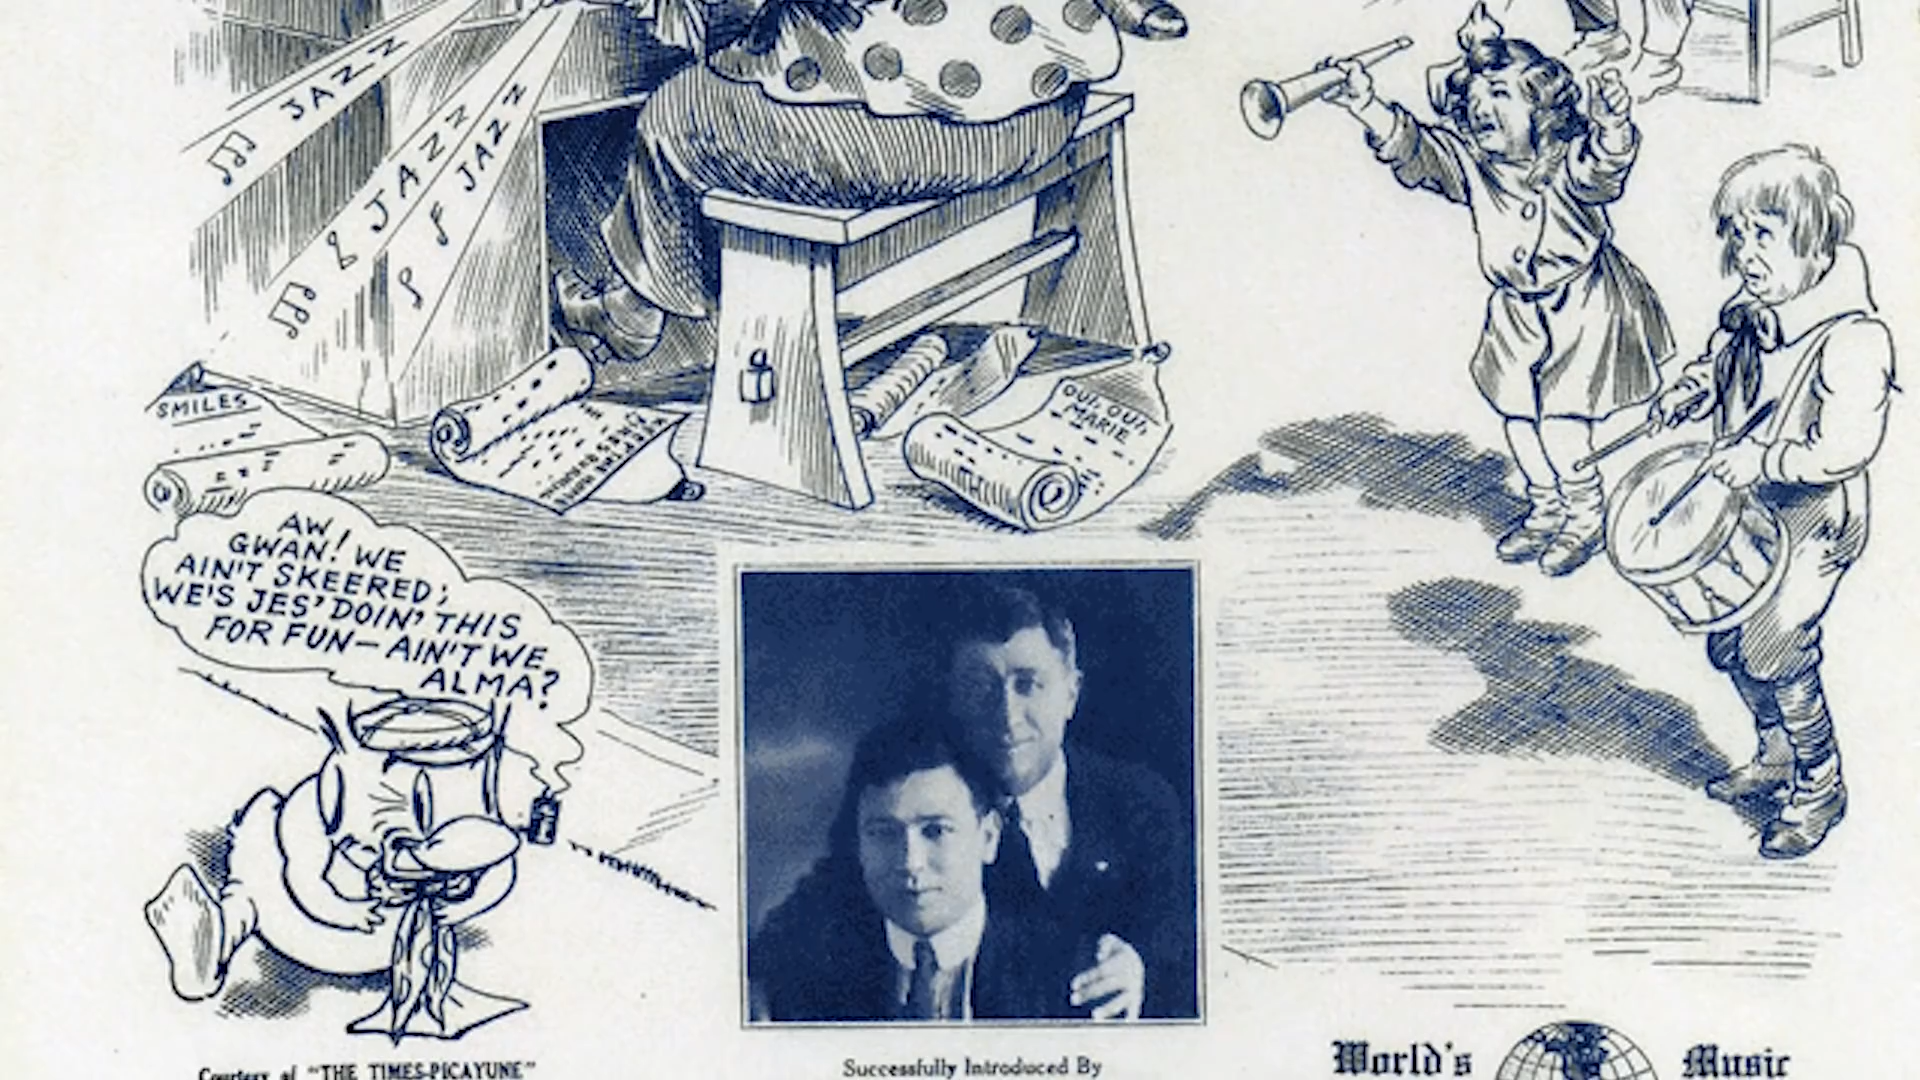 JAZZ
JAZZ
JAZZ
SMILES
OUI, OUI,
MARIE
AW
GWAN! WE
AIN'T SKEERED;
WE'S JES' DOIN' THIS
FOR FUN— AIN'T WE
ALMA?
Courtesy of "THE TIMES-PICAYUNE"
Successfully Introduced By
World's Music